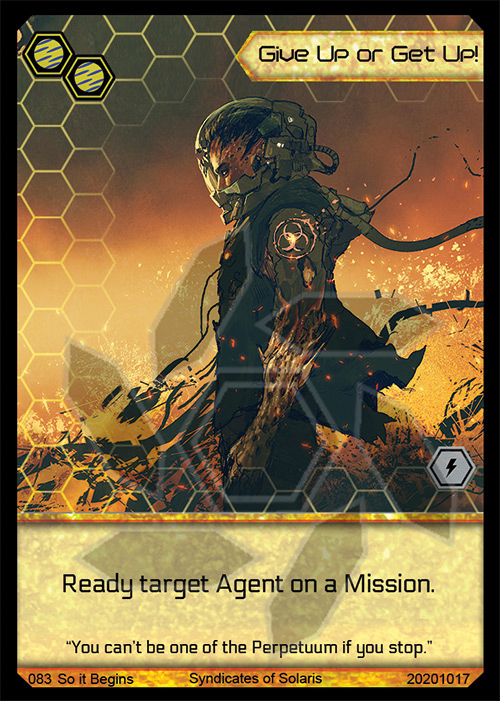 Give Up or Get Up!
Ready target Agent on a Mission.
“You can't be one of the Perpetuum if you stop.”
083 So it Begins Syndicates of Solaris 20201017